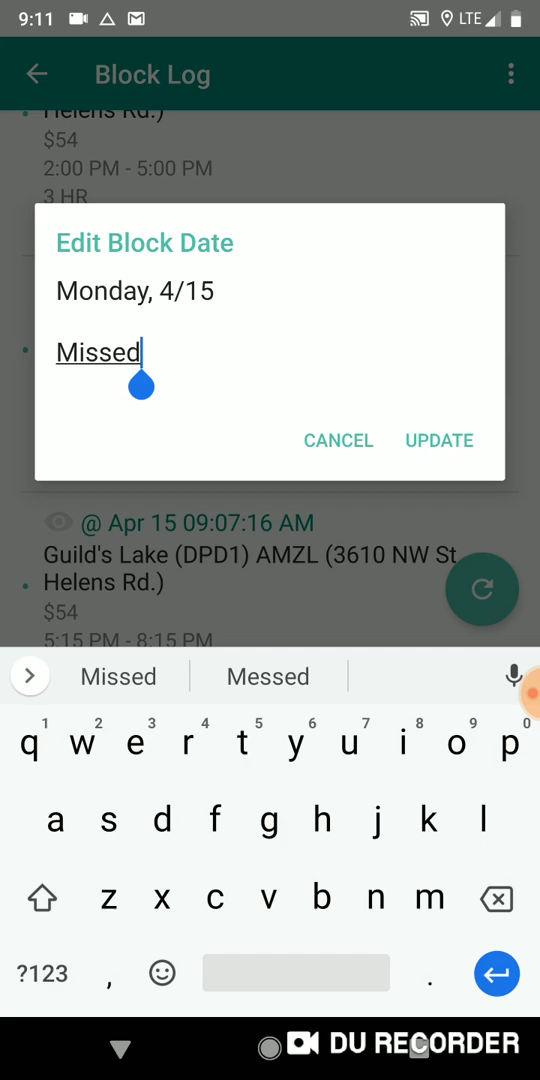 9:11 LTE
Block Log
Helens Rd.)
$54
2:00 PM - 5:00 PM
3 HR
Edit Block Date
Monday, 4/15
Missed
CANCEL UPDATE
@ Apr 15 09:07:16 AM
Guild's Lake (DPD1) AMZL (3610 NW St
Helens Rd.)
$54
5:15 PM - 8:15 PM
Missed Messed
1 2 3 4 5 6 7 8 9 0
q w e r t y u i o p
a s d f g h j k l
z x c v b n m
?123 , .
DU RECORDER